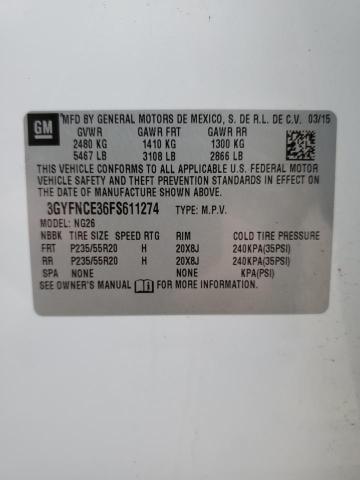 GM
MFD BY GENERAL MOTORS DE MEXICO, S. DE R.L. DE C.V. 03/15
GVWR GAWR FRT GAWR RR
2480 KG 1410 KG 1300 KG
5467 LB 3108 LB 2866 LB
THIS VEHICLE CONFORMS TO ALL APPLICABLE U.S. FEDERAL MOTOR
VEHICLE SAFETY AND THEFT PREVENTION STANDARDS IN EFFECT ON THE
DATE OF MANUFACTURE SHOWN ABOVE.
3GYFNCE36FS611274 TYPE: M.P.V.
MODEL: NG26
NBBK TIRE SIZE SPEED RTG RIM COLD TIRE PRESSURE
FRT P235/55R20 H 20X8J 240KPA(35PSI)
RR P235/55R20 H 20X8J 240KPA(35PSI)
SPA NONE NONE KPA(PSI)
SEE OWNER'S MANUAL FOR MORE INFORMATION